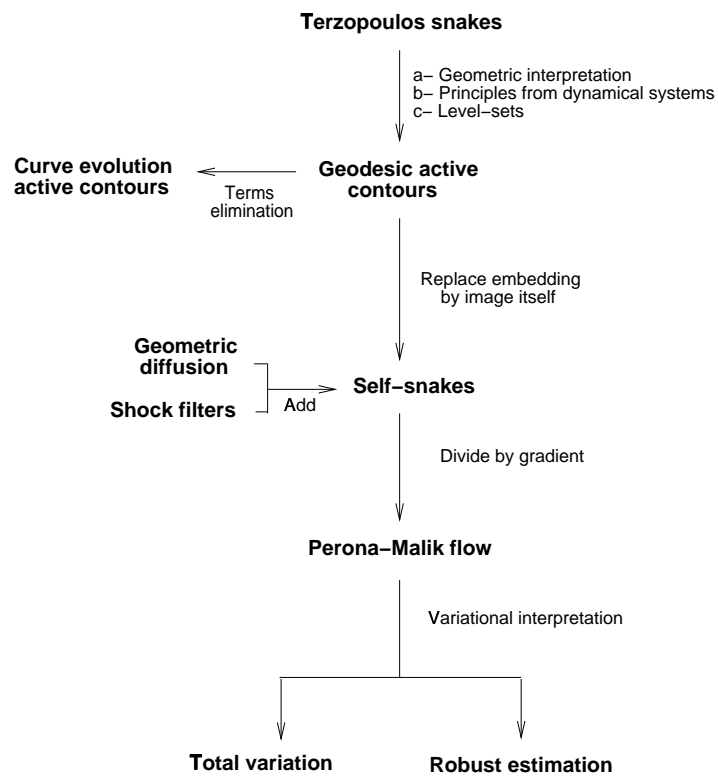 Terzopoulos snakes
a– Geometric interpretation
b– Principles from dynamical systems
c– Level–sets
Curve evolution
active contours
Terms
elimination
Geodesic active
contours
Replace embedding
by image itself
Geometric
diffusion
Shock filters
Add
Self–snakes
Divide by gradient
Perona–Malik flow
Variational interpretation
Total variation
Robust estimation